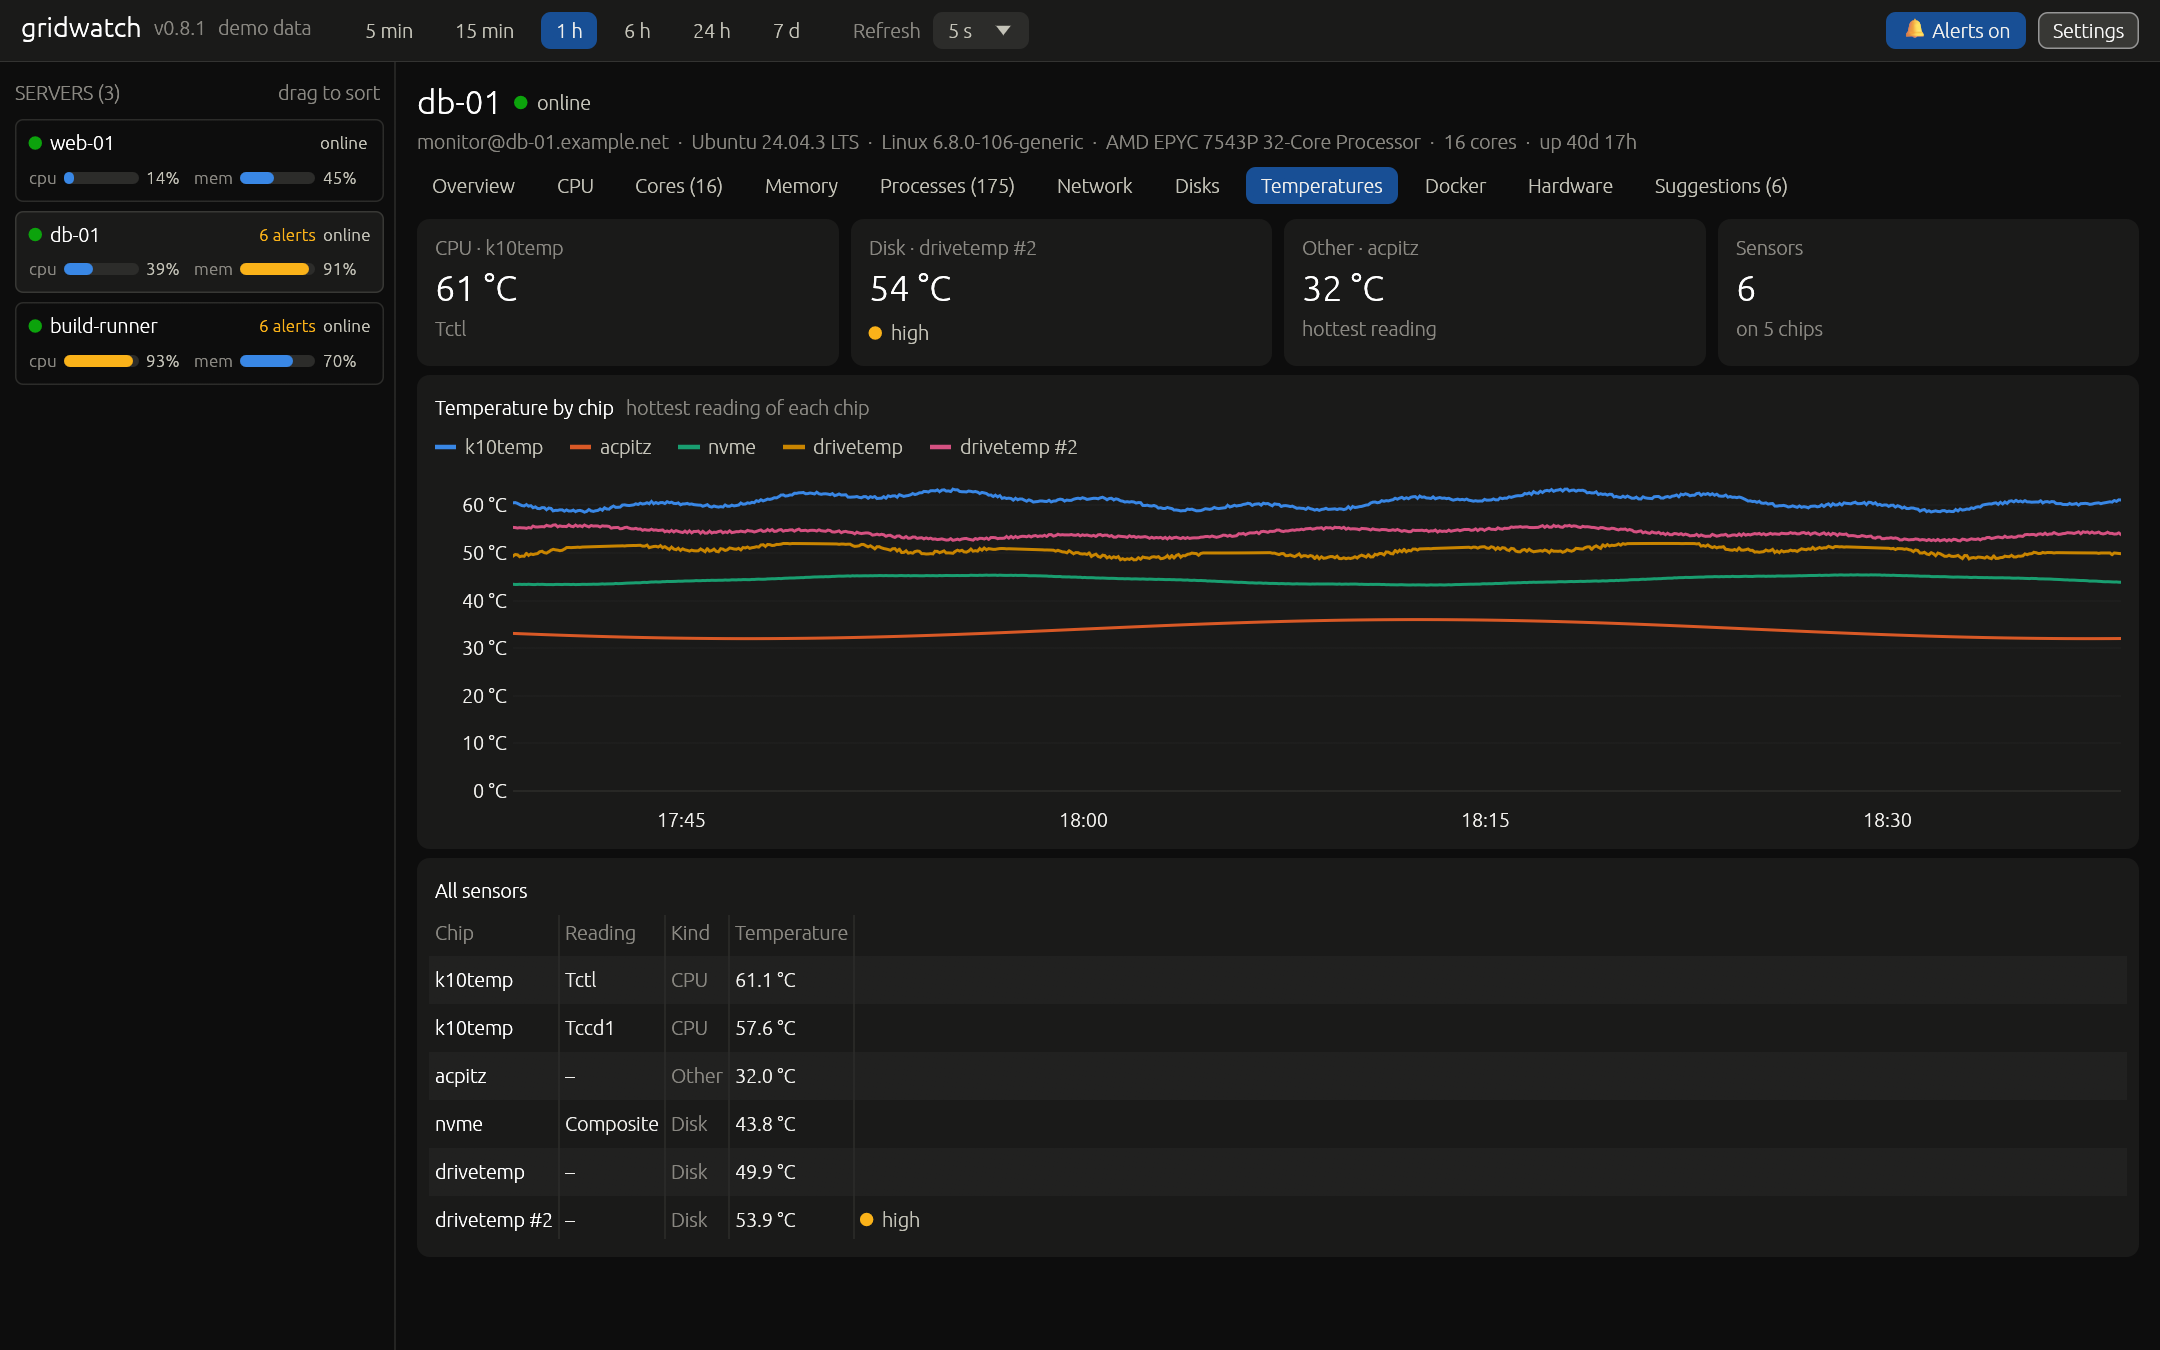 gridwatch v0.8.1 demo data 5 min 15 min 1 h 6 h 24 h 7 d Refresh 5 s Alerts on Settings
SERVERS (3) drag to sort
web-01 online
cpu 14% mem 45%
db-01 6 alerts online
cpu 39% mem 91%
build-runner 6 alerts online
cpu 93% mem 70%
db-01 online
monitor@db-01.example.net · Ubuntu 24.04.3 LTS · Linux 6.8.0-106-generic · AMD EPYC 7543P 32-Core Processor · 16 cores · up 40d 17h
Overview CPU Cores (16) Memory Processes (175) Network Disks Temperatures Docker Hardware Suggestions (6)
CPU · k10temp
61 °C
Tctl
Disk · drivetemp #2
54 °C
high
Other · acpitz
32 °C
hottest reading
Sensors
6
on 5 chips
Temperature by chip hottest reading of each chip
k10temp acpitz nvme drivetemp drivetemp #2
60 °C
50 °C
40 °C
30 °C
20 °C
10 °C
0 °C
17:45 18:00 18:15 18:30
All sensors
Chip Reading Kind Temperature
k10temp Tctl CPU 61.1 °C
k10temp Tccd1 CPU 57.6 °C
acpitz – Other 32.0 °C
nvme Composite Disk 43.8 °C
drivetemp – Disk 49.9 °C
drivetemp #2 – Disk 53.9 °C high